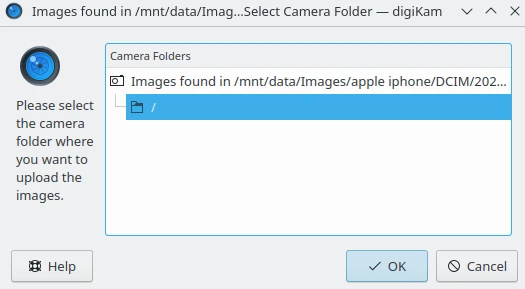 Images found in /mnt/data/Imag...Select Camera Folder — digiKam
Please select
the camera
folder where
you want to
upload the
images.
Camera Folders
Images found in /mnt/data/Images/apple iphone/DCIM/202...
/
Help
OK
Cancel